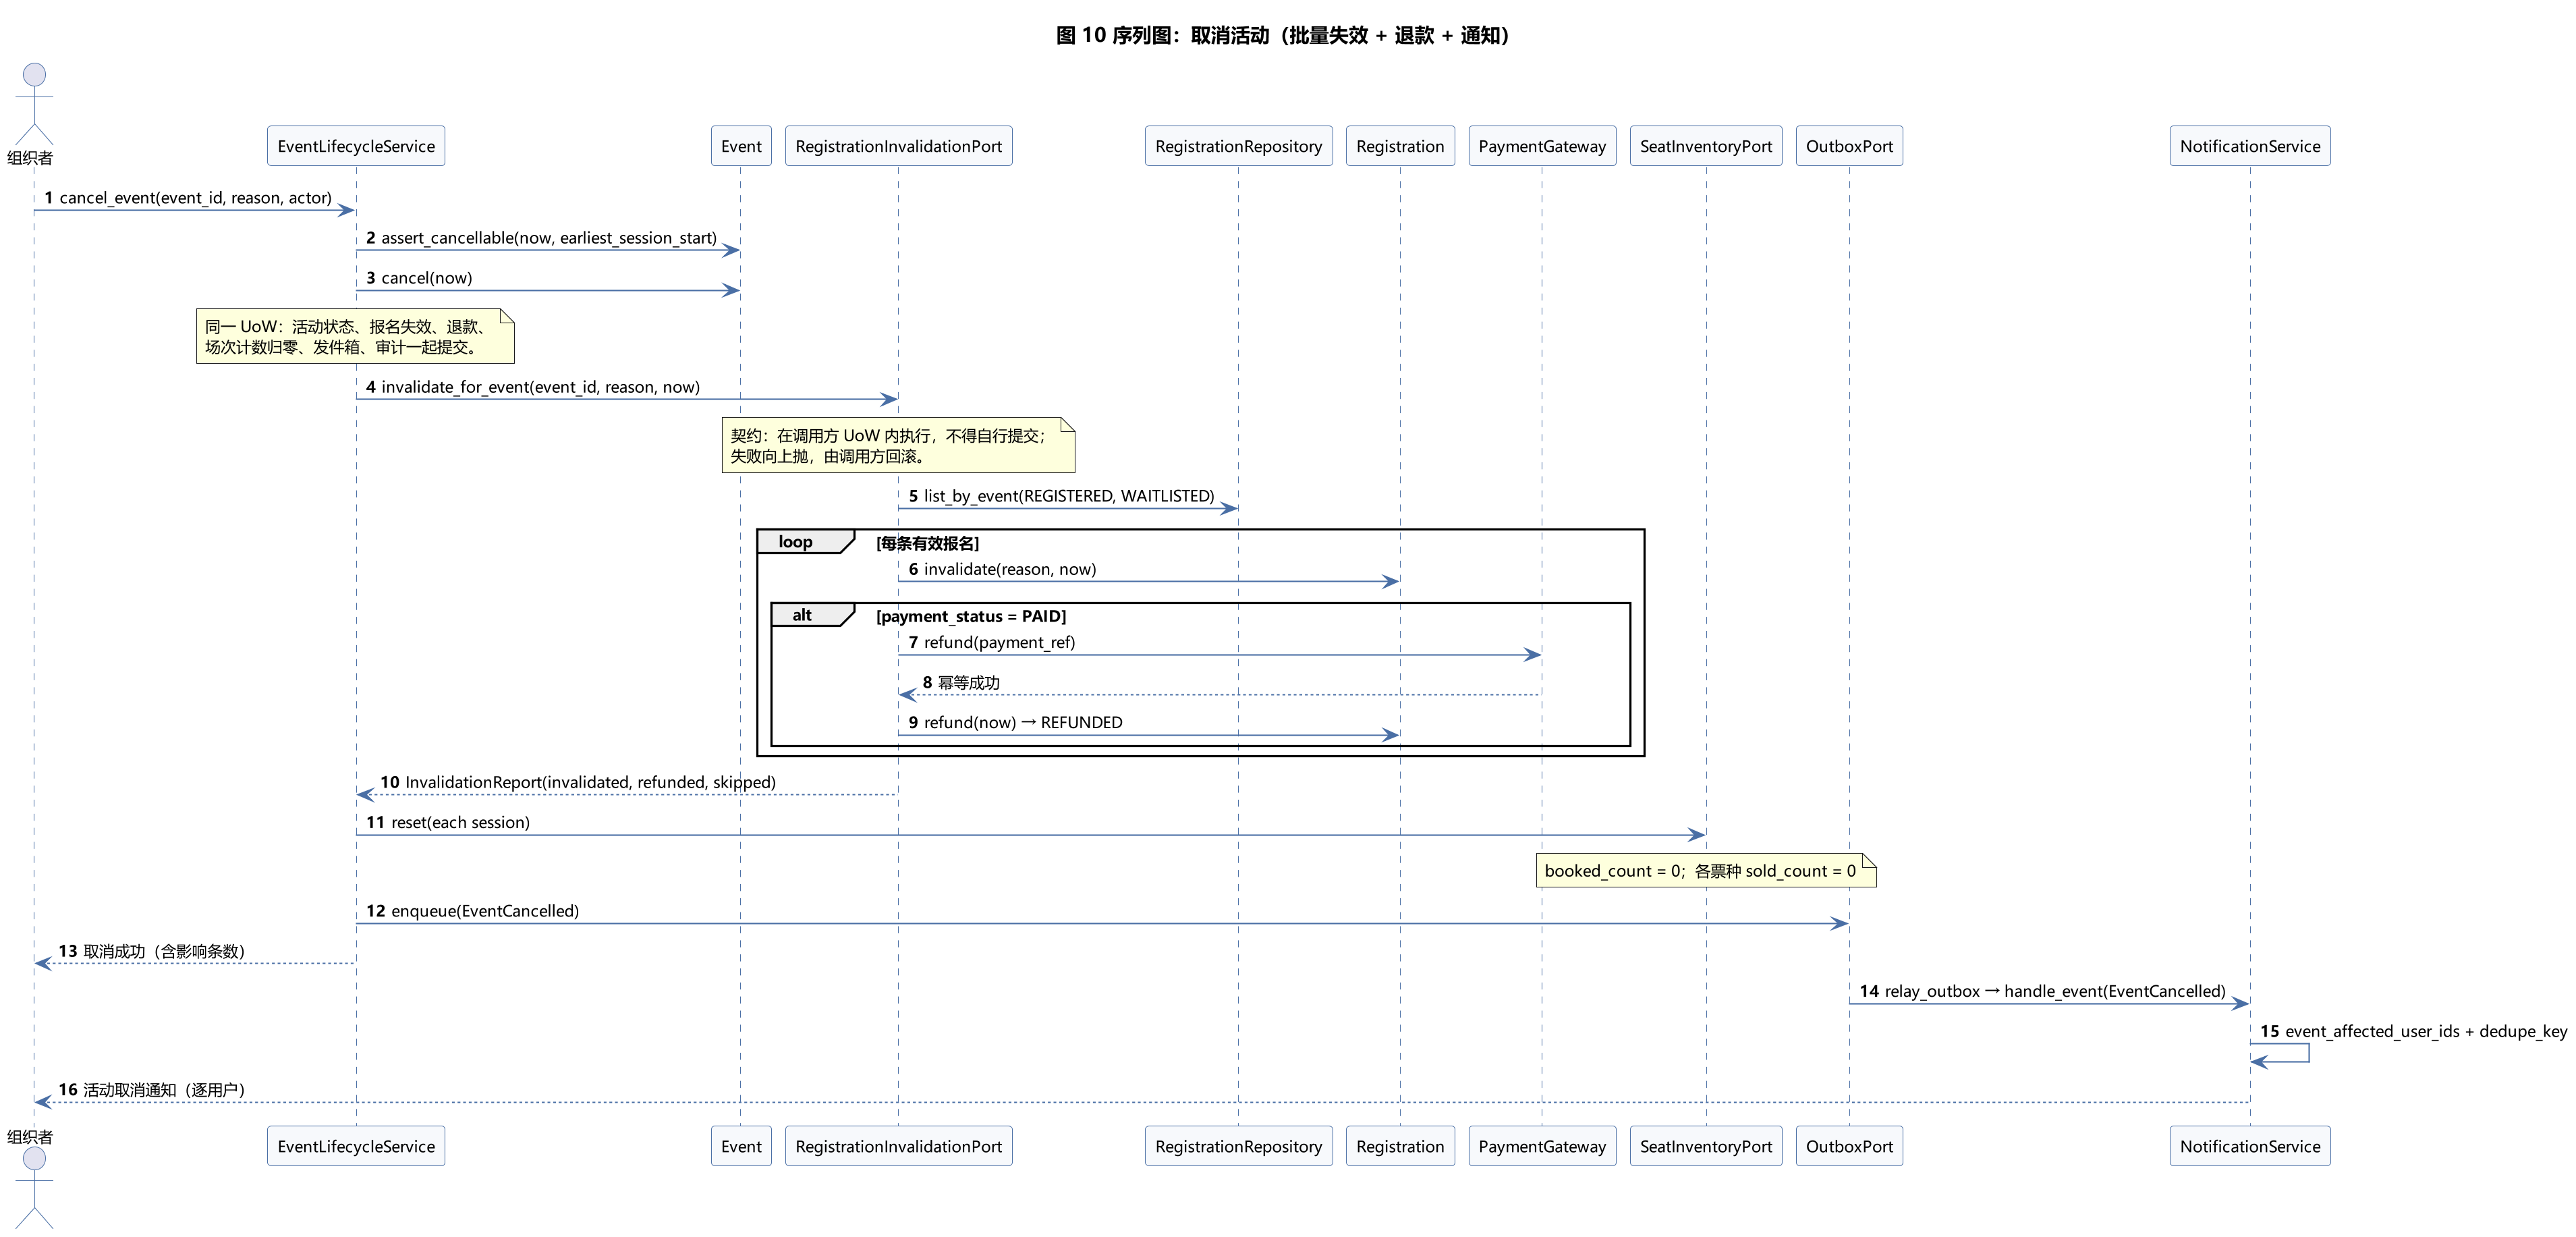 图 10 序列图：取消活动（批量失效 + 退款 + 通知）
组织者
EventLifecycleService
Event
RegistrationInvalidationPort
RegistrationRepository
Registration
PaymentGateway
SeatInventoryPort
OutboxPort
NotificationService
1 cancel_event(event_id, reason, actor)
2 assert_cancellable(now, earliest_session_start)
3 cancel(now)
同一 UoW：活动状态、报名失效、退款、
场次计数归零、发件箱、审计一起提交。
4 invalidate_for_event(event_id, reason, now)
契约：在调用方 UoW 内执行，不得自行提交；
失败向上抛，由调用方回滚。
5 list_by_event(REGISTERED, WAITLISTED)
loop [每条有效报名]
6 invalidate(reason, now)
alt [payment_status = PAID]
7 refund(payment_ref)
8 幂等成功
9 refund(now) → REFUNDED
10 InvalidationReport(invalidated, refunded, skipped)
11 reset(each session)
booked_count = 0；各票种 sold_count = 0
12 enqueue(EventCancelled)
13 取消成功（含影响条数）
14 relay_outbox → handle_event(EventCancelled)
15 event_affected_user_ids + dedupe_key
16 活动取消通知（逐用户）
组织者
EventLifecycleService
Event
RegistrationInvalidationPort
RegistrationRepository
Registration
PaymentGateway
SeatInventoryPort
OutboxPort
NotificationService